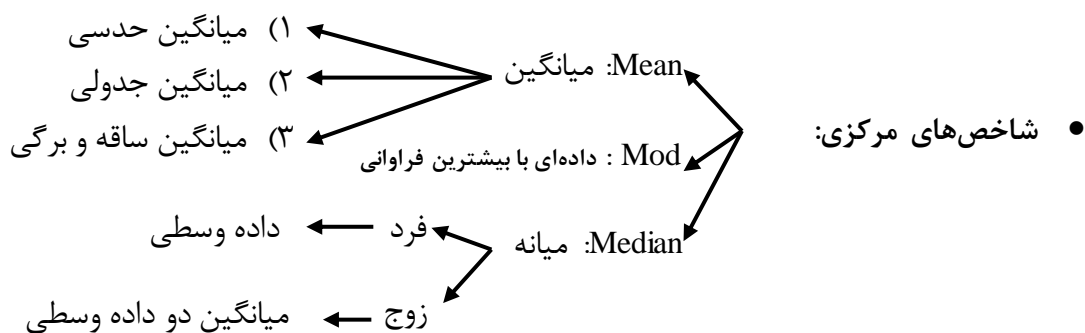 • شاخص‌های مرکزی:
Mean: میانگین
۱) میانگین حدسی
۲) میانگین جدولی
۳) میانگین ساقه و برگی
Mod : داده‌ای با بیشترین فراوانی
Median: میانه
فرد
داده وسطی
زوج
میانگین دو داده وسطی